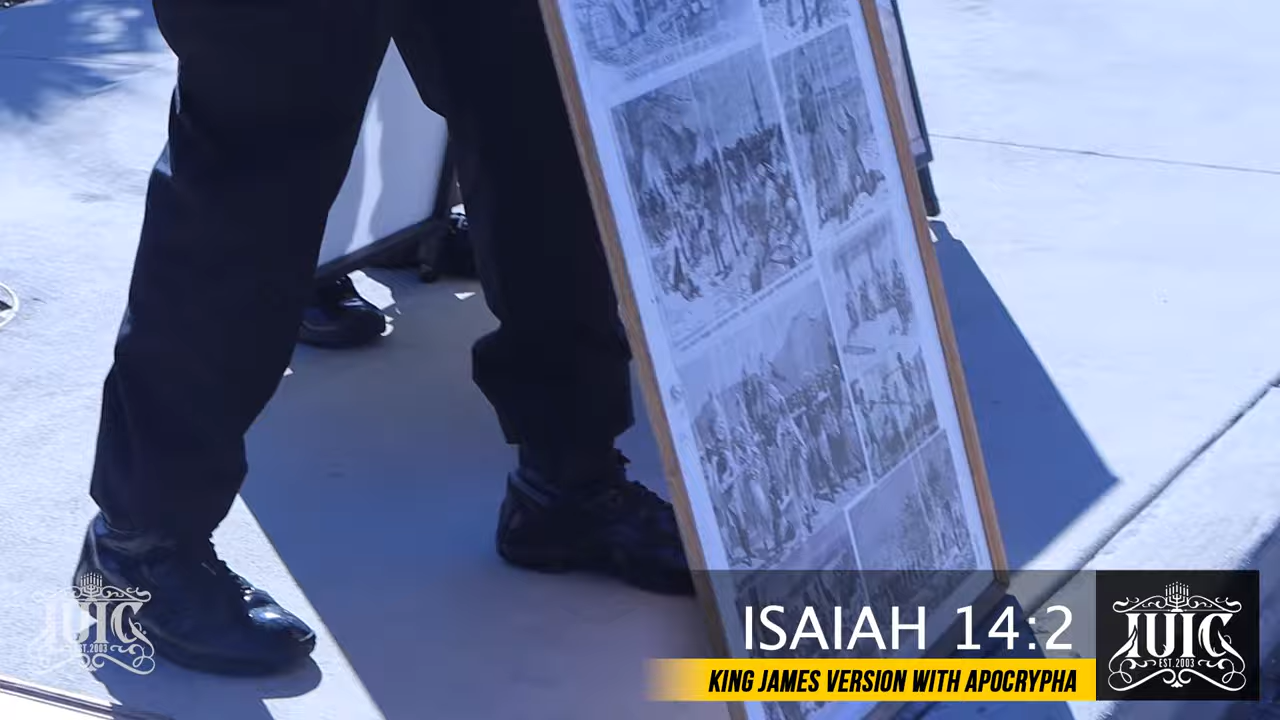 ISAIAH 14:2
KING JAMES VERSION WITH APOCRYPHA
IUIC
EST. 2003
IUIC
EST. 2003